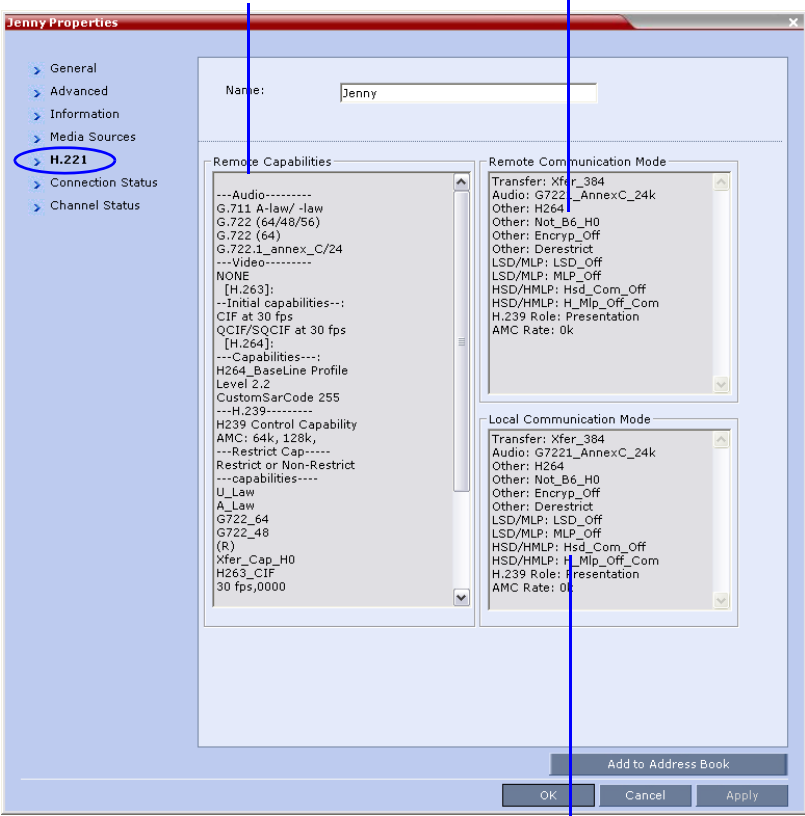 Jenny Properties
General
Advanced
Information
Media Sources
H.221
Connection Status
Channel Status
Name:
Jenny
Remote Capabilities
---Audio---------
G.711 A-law/ -law
G.722 (64/48/56)
G.722 (64)
G.722.1_annex_C/24
---Video---------
NONE
[H.263]:
--Initial capabilities--:
CIF at 30 fps
QCIF/SQCIF at 30 fps
[H.264]:
---Capabilities---:
H264_BaseLine Profile
Level 2.2
CustomSarCode 255
---H.239---------
H239 Control Capability
AMC: 64k, 128k,
---Restrict Cap-----
Restrict or Non-Restrict
---capabilities----
U_Law
A_Law
G722_64
G722_48
(R)
Xfer_Cap_H0
H263_CIF
30 fps,0000
Remote Communication Mode
Transfer: Xfer_384
Audio: G7221_AnnexC_24k
Other: H264
Other: Not_B6_H0
Other: Encryp_Off
Other: Derestrict
LSD/MLP: LSD_Off
LSD/MLP: MLP_Off
HSD/HMLP: Hsd_Com_Off
HSD/HMLP: H_Mlp_Off_Com
H.239 Role: Presentation
AMC Rate: 0k
Local Communication Mode
Transfer: Xfer_384
Audio: G7221_AnnexC_24k
Other: H264
Other: Not_B6_H0
Other: Encryp_Off
Other: Derestrict
LSD/MLP: LSD_Off
LSD/MLP: MLP_Off
HSD/HMLP: Hsd_Com_Off
HSD/HMLP: H_Mlp_Off_Com
H.239 Role: Presentation
AMC Rate: 0k
Add to Address Book
OK
Cancel
Apply